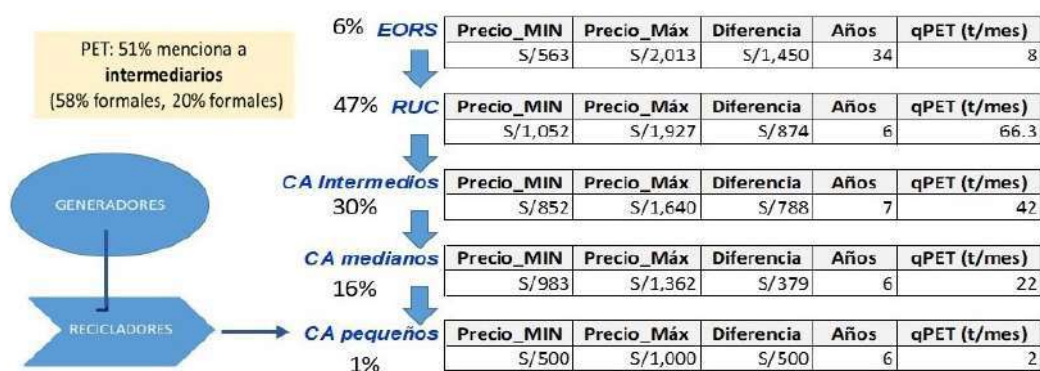 PET: 51% menciona a
intermediarios
(58% formales, 20% formales)
GENERADORES
RECICLADORES
6% EORS
Precio_MIN Precio_Máx Diferencia Años qPET (t/mes)
S/563 S/2,013 S/1,450 34 8
47% RUC
Precio_MIN Precio_Máx Diferencia Años qPET (t/mes)
S/1,052 S/1,927 S/874 6 66.3
CA Intermedios
30%
Precio_MIN Precio_Máx Diferencia Años qPET (t/mes)
S/852 S/1,640 S/788 7 42
CA medianos
16%
Precio_MIN Precio_Máx Diferencia Años qPET (t/mes)
S/983 S/1,362 S/379 6 22
CA pequeños
1%
Precio_MIN Precio_Máx Diferencia Años qPET (t/mes)
S/500 S/1,000 S/500 6 2